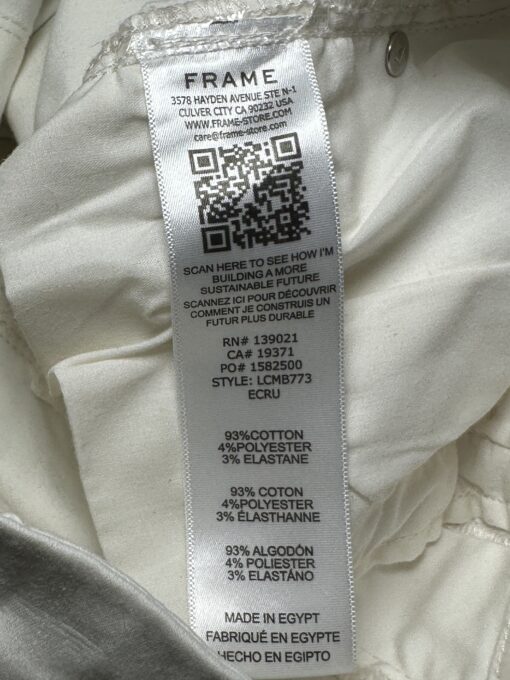 FRAME
3578 HAYDEN AVENUE STE N-1
CULVER CITY CA 90232 USA
WWW.FRAME-STORE.COM
care@frame-store.com
SCAN HERE TO SEE HOW I'M
BUILDING A MORE
SUSTAINABLE FUTURE
SCANNEZ ICI POUR DÉCOUVRIR
COMMENT JE CONSTRUIS UN
FUTUR PLUS DURABLE
RN# 139021
CA# 19371
PO# 1582500
STYLE: LCMB773
ECRU
93%COTTON
4%POLYESTER
3% ELASTANE
93% COTON
4%POLYESTER
3% ÉLASTHANNE
93% ALGODÓN
4% POLIESTER
3% ELASTÁNO
MADE IN EGYPT
FABRIQUÉ EN EGYPTE
HECHO EN EGIPTO